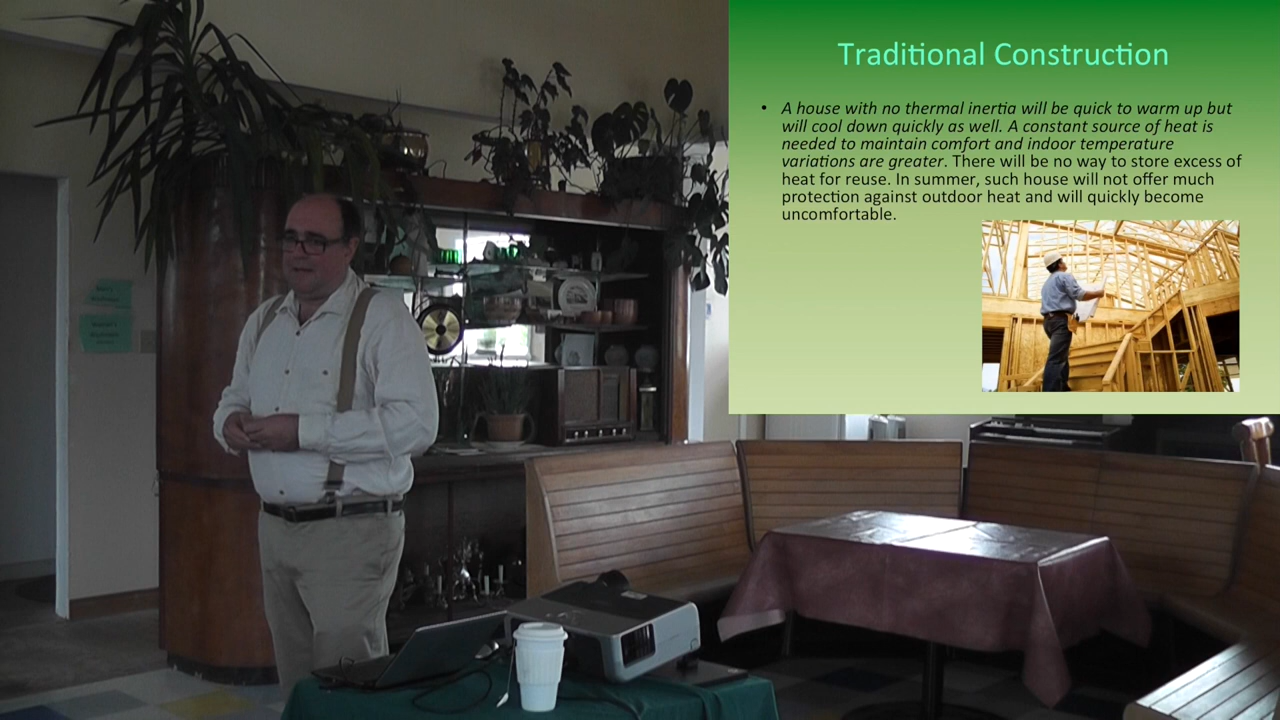 Traditional Construction
• A house with no thermal inertia will be quick to warm up but
will cool down quickly as well. A constant source of heat is
needed to maintain comfort and indoor temperature
variations are greater. There will be no way to store excess of
heat for reuse. In summer, such house will not offer much
protection against outdoor heat and will quickly become
uncomfortable.